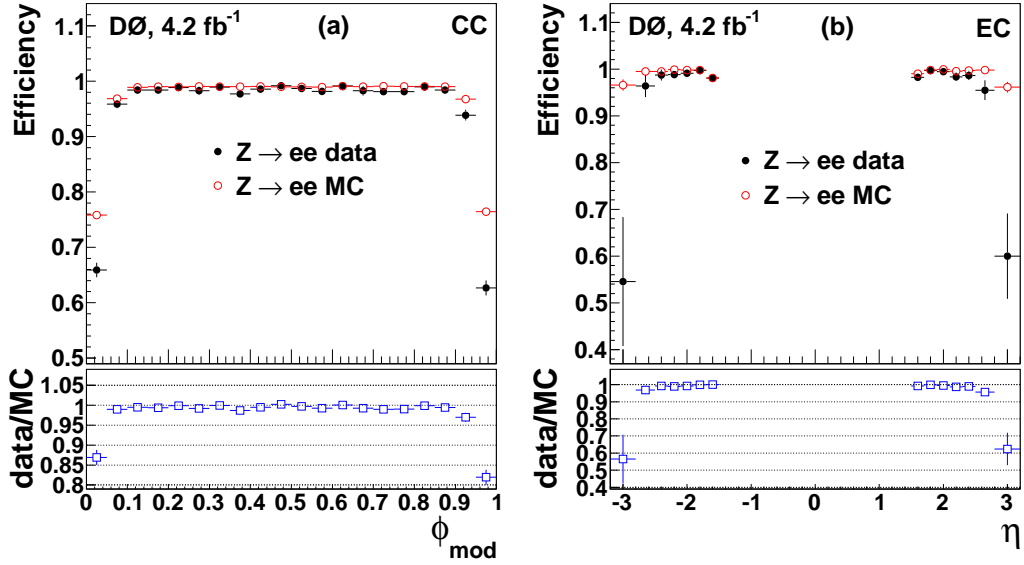 DØ, 4.2 fb-1 (a) CC
Efficiency
1.1
1
0.9
0.8
0.7
0.6
0.5
Z → ee data
Z → ee MC
data/MC
1.05
1
0.95
0.9
0.85
0.8
0 0.1 0.2 0.3 0.4 0.5 0.6 0.7 0.8 0.9 1
ϕmod
DØ, 4.2 fb-1 (b) EC
Efficiency
1.1
1
0.9
0.8
0.7
0.6
0.5
0.4
Z → ee data
Z → ee MC
data/MC
1
0.9
0.8
0.7
0.6
0.5
0.4
-3 -2 -1 0 1 2 3
η